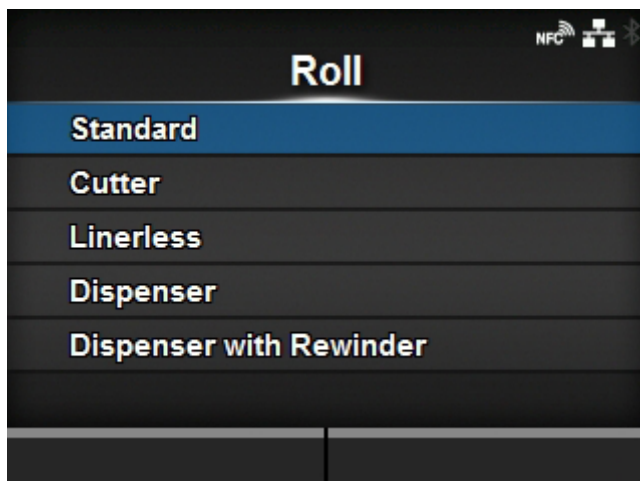 NFC
Roll
Standard
Cutter
Linerless
Dispenser
Dispenser with Rewinder